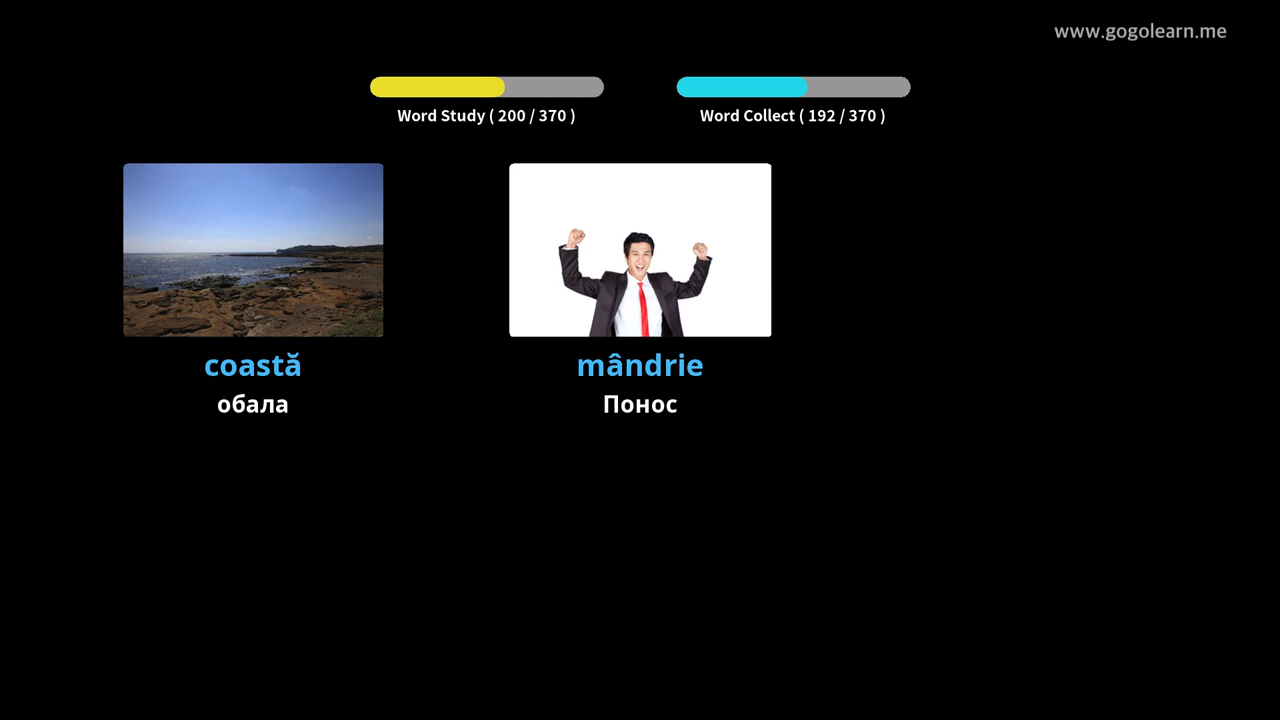 www.gogolearn.me
Word Study ( 200 / 370 )
Word Collect ( 192 / 370 )
coastă
обала
mândrie
Понос